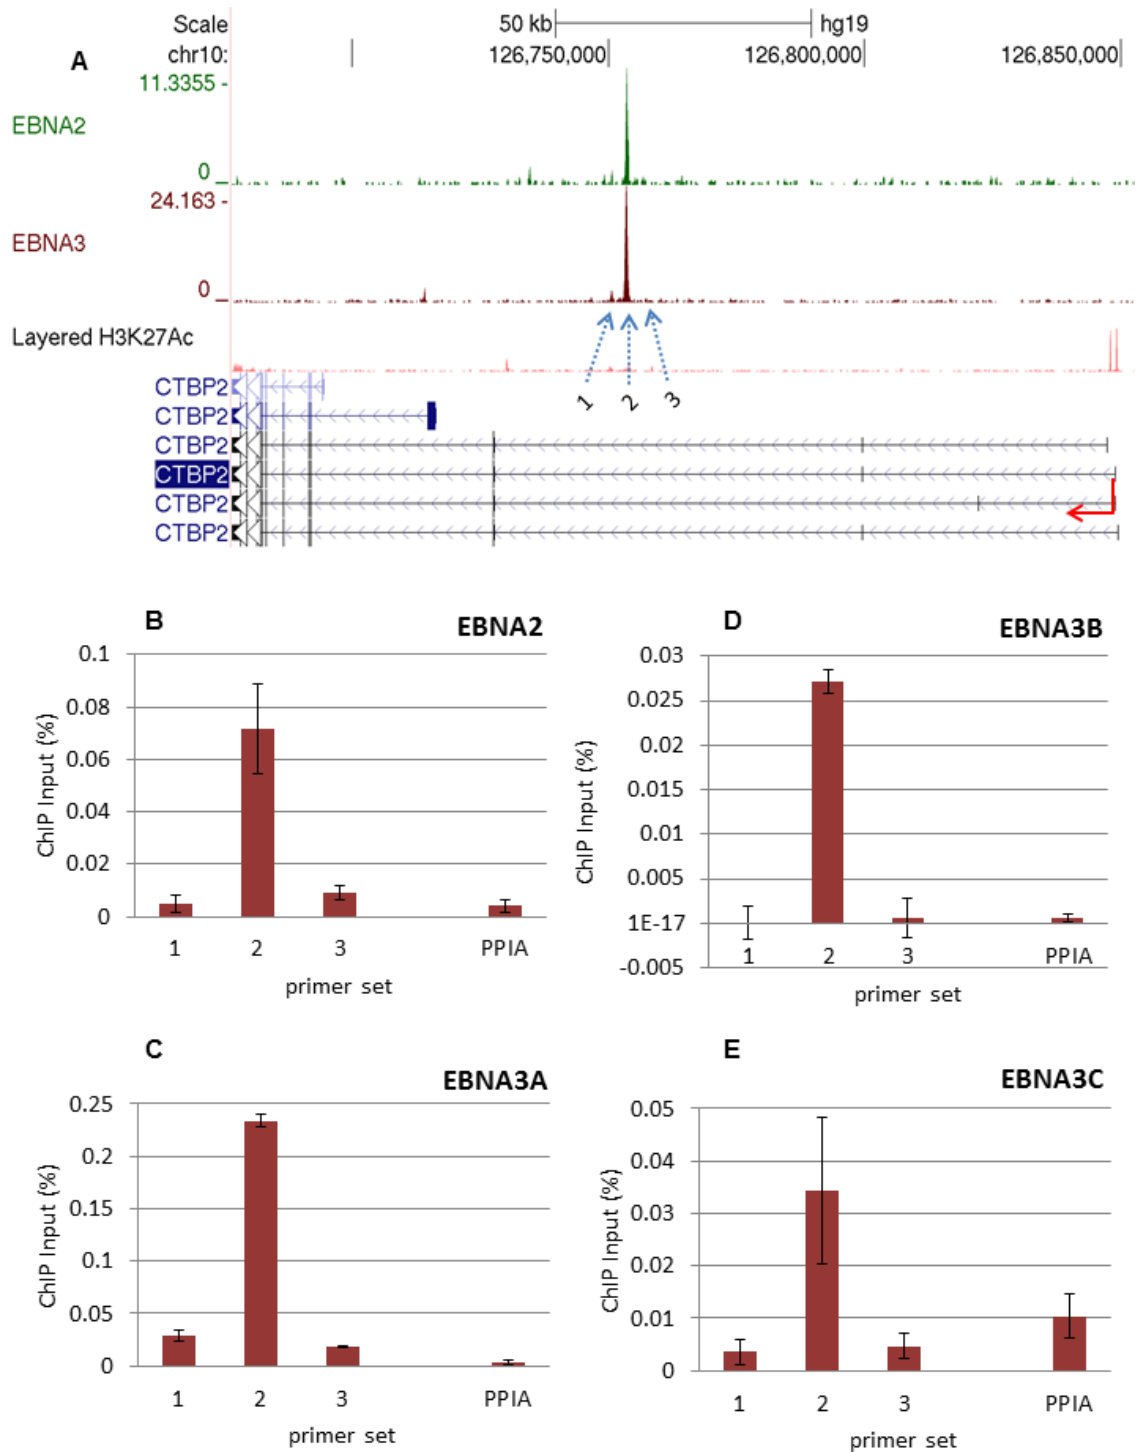 Scale 50 kb hg19
chr10: 126,750,000 126,800,000 126,850,000
A
11.3355 -
EBNA2
0
24.163 -
EBNA3
0
Layered H3K27Ac
1 2 3
CTBP2
CTBP2
CTBP2
CTBP2
CTBP2
CTBP2
B
EBNA2
0.1
0.08
0.06
0.04
0.02
0
ChIP Input (%)
1 2 3 PPIA
primer set
D
EBNA3B
0.03
0.025
0.02
0.015
0.01
0.005
1E-17
-0.005
ChIP Input (%)
1 2 3 PPIA
primer set
C
EBNA3A
0.25
0.2
0.15
0.1
0.05
0
ChIP Input (%)
1 2 3 PPIA
primer set
E
EBNA3C
0.05
0.04
0.03
0.02
0.01
0
ChIP Input (%)
1 2 3 PPIA
primer set